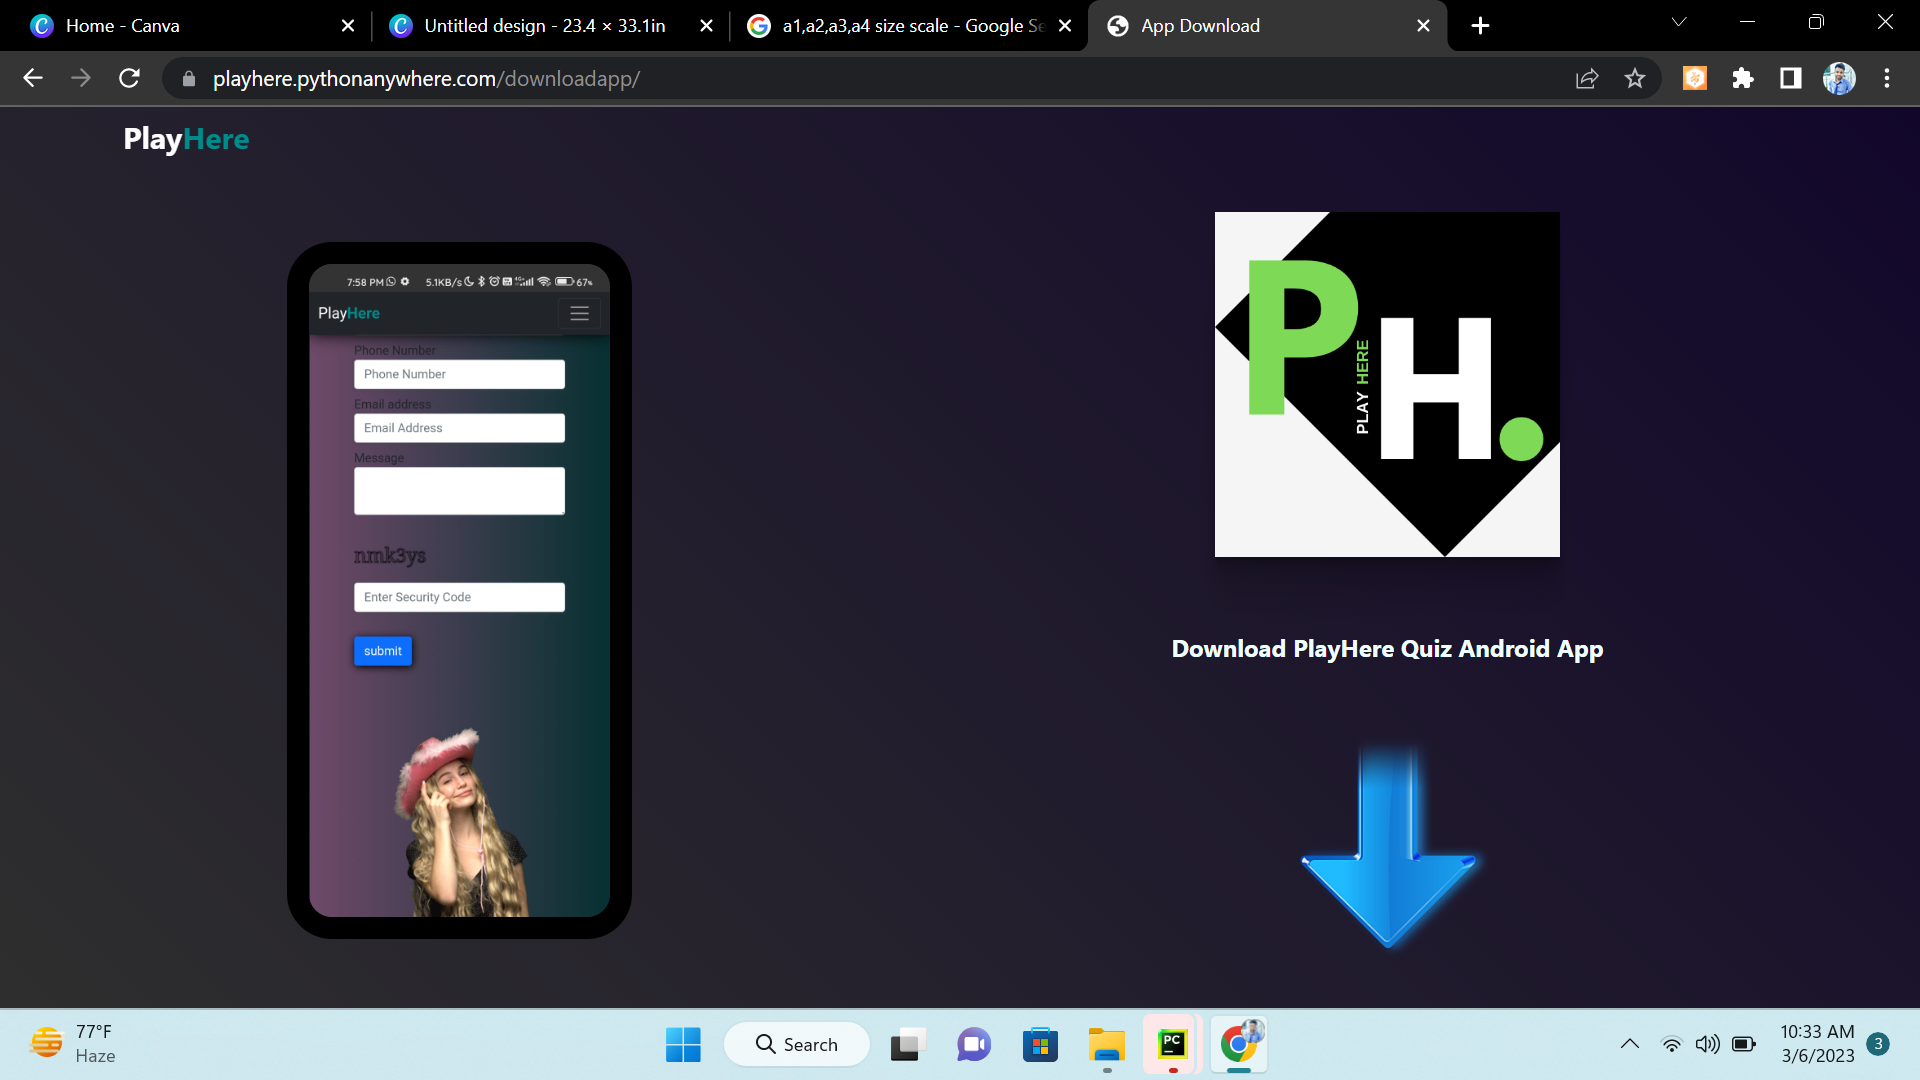 Home - Canva
Untitled design - 23.4 × 33.1in
a1,a2,a3,a4 size scale - Google Se
App Download
playhere.pythonanywhere.com/downloadapp/
PlayHere
7:58 PM
5.1KB/s
67%
PlayHere
Phone Number
Phone Number
Email address
Email Address
Message
nmk3ys
Enter Security Code
submit
P
PLAY HERE
H.
Download PlayHere Quiz Android App
77°F
Haze
Search
PC
10:33 AM
3/6/2023
3